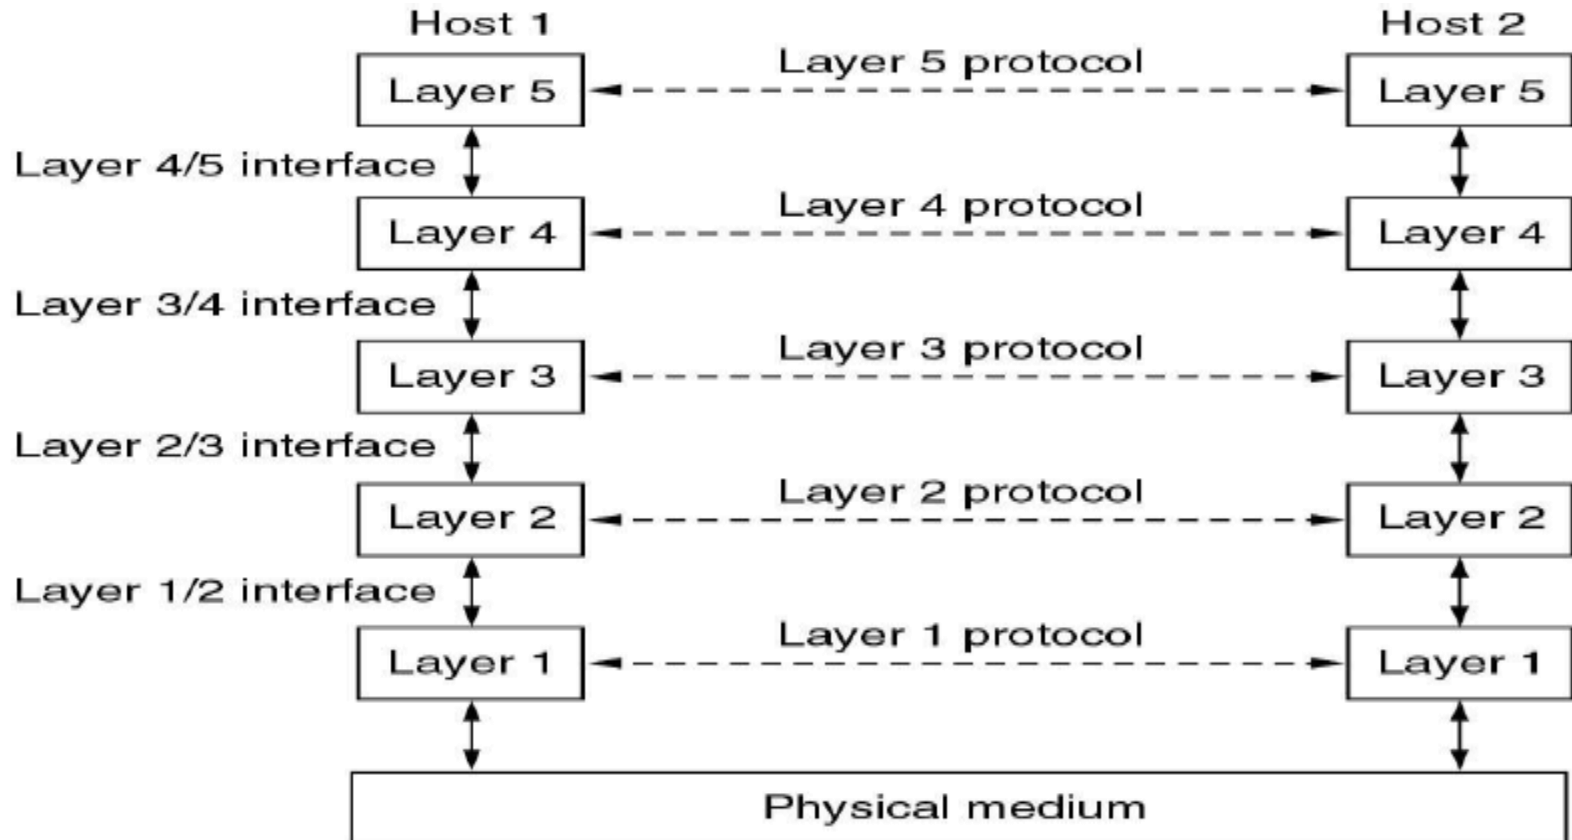 Host 1
Host 2
Layer 5 protocol
Layer 5
Layer 5
Layer 4/5 interface
Layer 4 protocol
Layer 4
Layer 4
Layer 3/4 interface
Layer 3 protocol
Layer 3
Layer 3
Layer 2/3 interface
Layer 2 protocol
Layer 2
Layer 2
Layer 1/2 interface
Layer 1 protocol
Layer 1
Layer 1
Physical medium